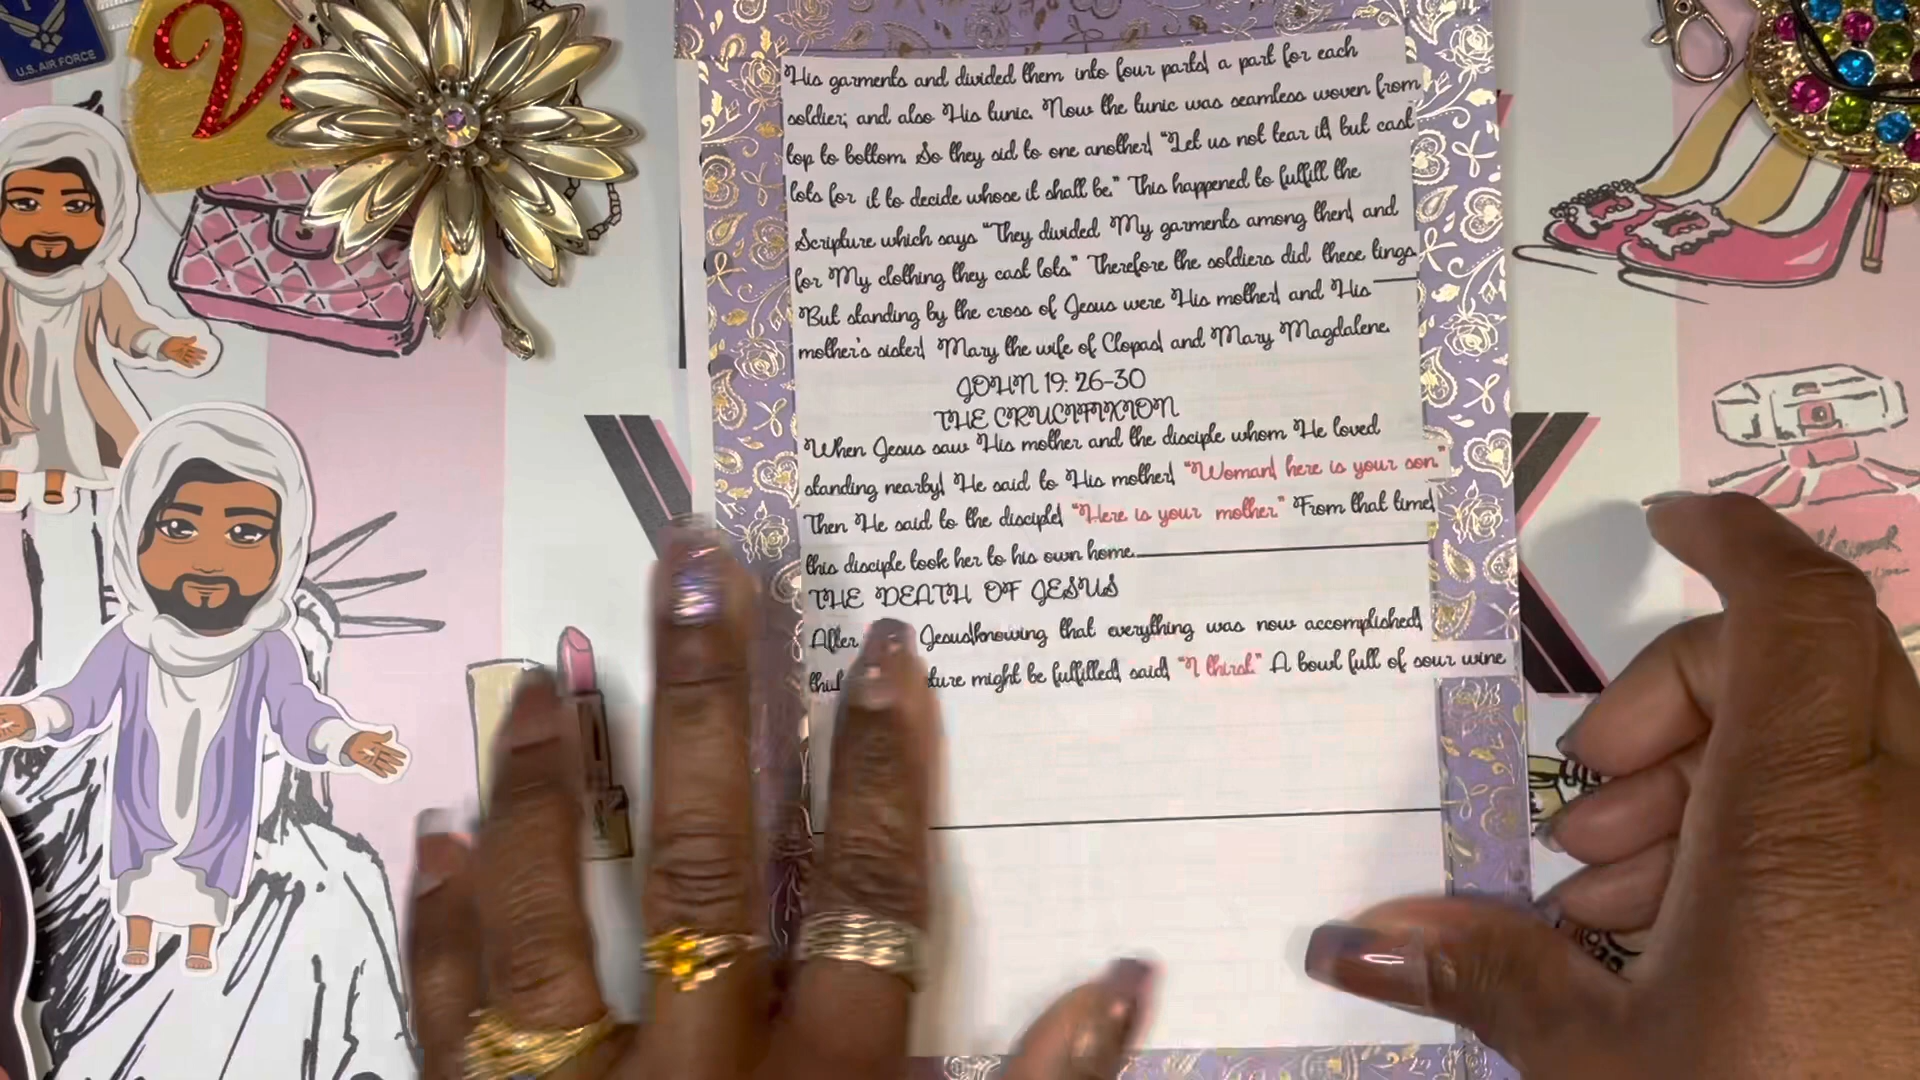 U.S. AIR FORCE
V
His garments and divided them into four parts, a part for each
soldier; and also His tunic. Now the tunic was seamless woven from
top to bottom. So they sid to one another, "Let us not tear it, but cast
lots for it to decide whose it shall be." This happened to fulfill the
Scripture which says "They divided My garments among then, and
for My clothing they cast lots." Therefore the soldiers did these tings.
But standing by the cross of Jesus were His mother, and His
mother's sister, Mary the wife of Clopas, and Mary Magdalene.
JOHN 19: 26-30
THE CRUCIFIXION
When Jesus saw His mother and the disciple whom He loved
standing nearby, He said to His mother, "Woman, here is your son."
Then He said to the disciple, "Here is your mother." From that time,
this disciple took her to his own home.
THE DEATH OF JESUS
After Jesus, knowing that everything was now accomplished,
might be fulfilled, said, "I thirst." A bowl full of sour wine